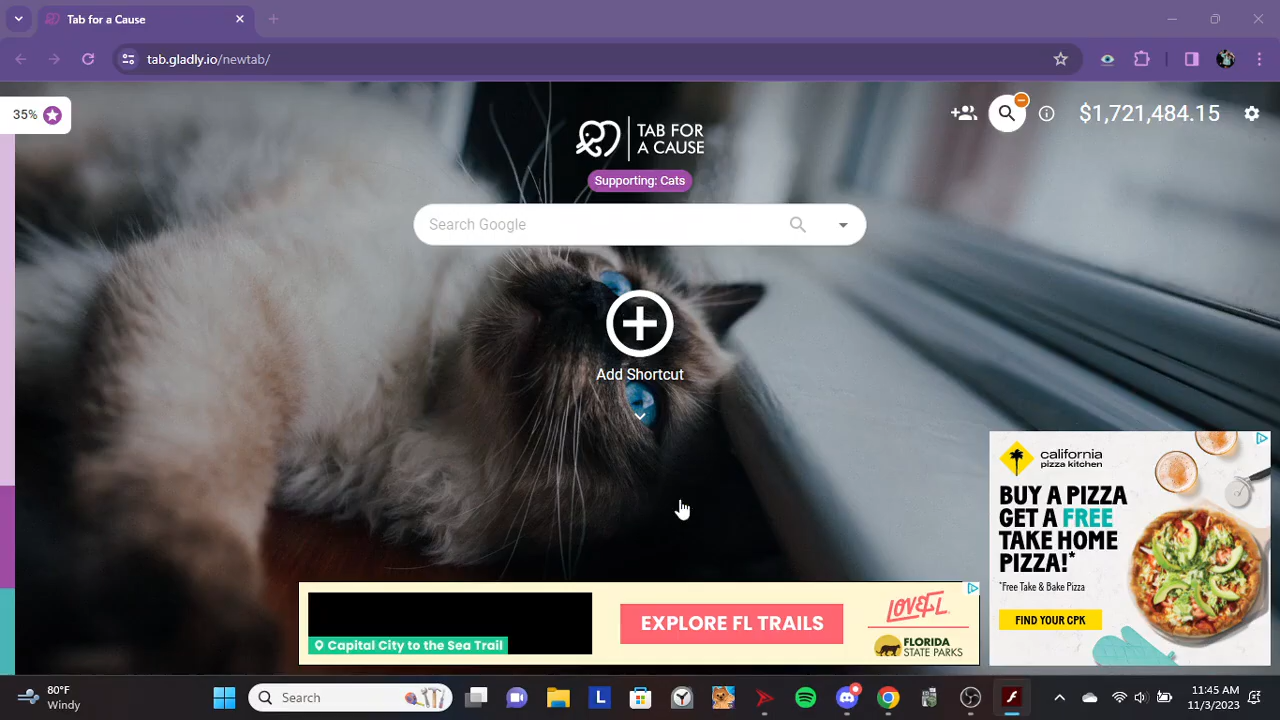 Tab for a Cause
tab.gladly.io/newtab/
35%
$1,721,484.15
TAB FOR
A CAUSE
Supporting: Cats
Search Google
Add Shortcut
california
pizza kitchen
BUY A PIZZA
GET A FREE
TAKE HOME
PIZZA!*
*Free Take & Bake Pizza
FIND YOUR CPK
Capital City to the Sea Trail
EXPLORE FL TRAILS
LOVEFL
FLORIDA
STATE PARKS
80°F
Windy
Search
L
11:45 AM
11/3/2023